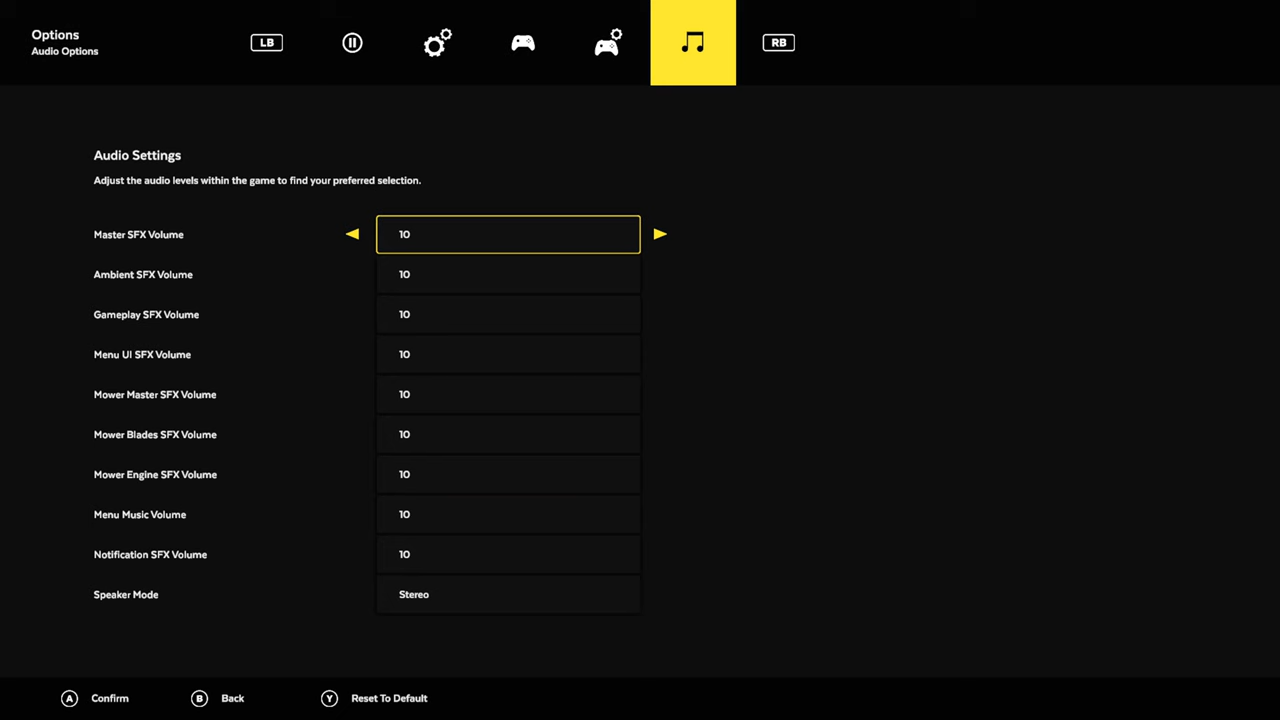 Options
Audio Options
LB
RB
Audio Settings
Adjust the audio levels within the game to find your preferred selection.
Master SFX Volume 10
Ambient SFX Volume 10
Gameplay SFX Volume 10
Menu UI SFX Volume 10
Mower Master SFX Volume 10
Mower Blades SFX Volume 10
Mower Engine SFX Volume 10
Menu Music Volume 10
Notification SFX Volume 10
Speaker Mode Stereo
A Confirm B Back Y Reset To Default